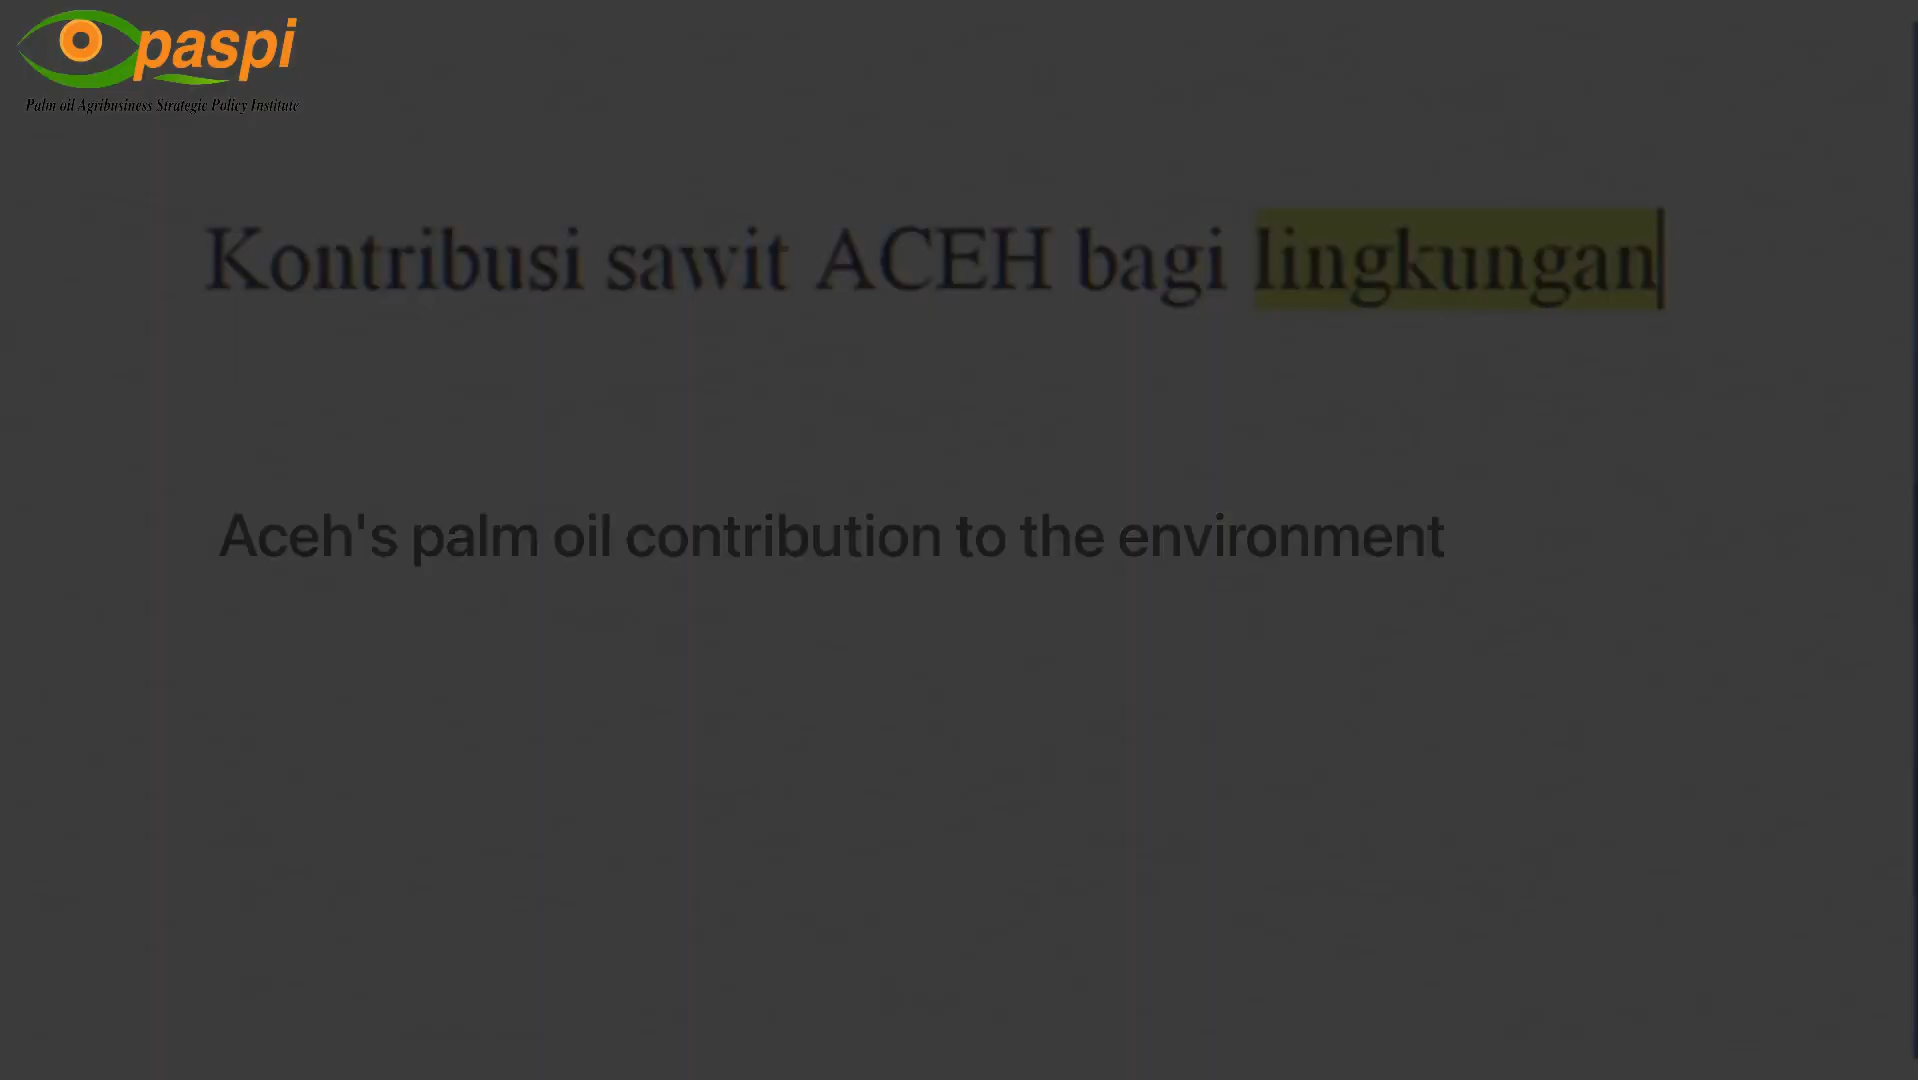 paspi
Palm oil Agribusiness Strategic Policy Institute
Kontribusi sawit ACEH bagi lingkungan
Aceh's palm oil contribution to the environment